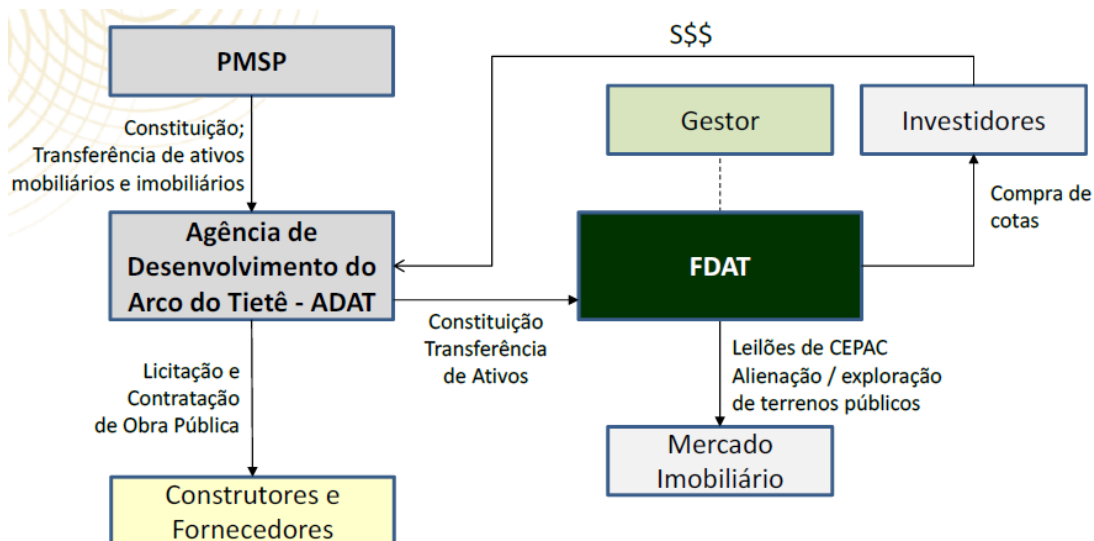 S$$
PMSP
Gestor
Investidores
Constituição;
Transferência de ativos
mobiliários e imobiliários
Compra de
cotas
Agência de
Desenvolvimento do
Arco do Tietê - ADAT
FDAT
Constituição
Transferência
de Ativos
Leilões de CEPAC
Alienação / exploração
de terrenos públicos
Licitação e
Contratação
de Obra Pública
Mercado
Imobiliário
Construtores e
Fornecedores